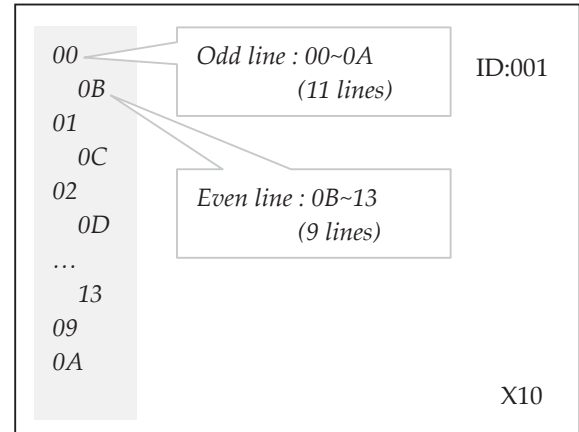 00
0B
01
0C
02
0D
…
13
09
0A
Odd line : 00~0A
(11 lines)
Even line : 0B~13
(9 lines)
ID:001
X10